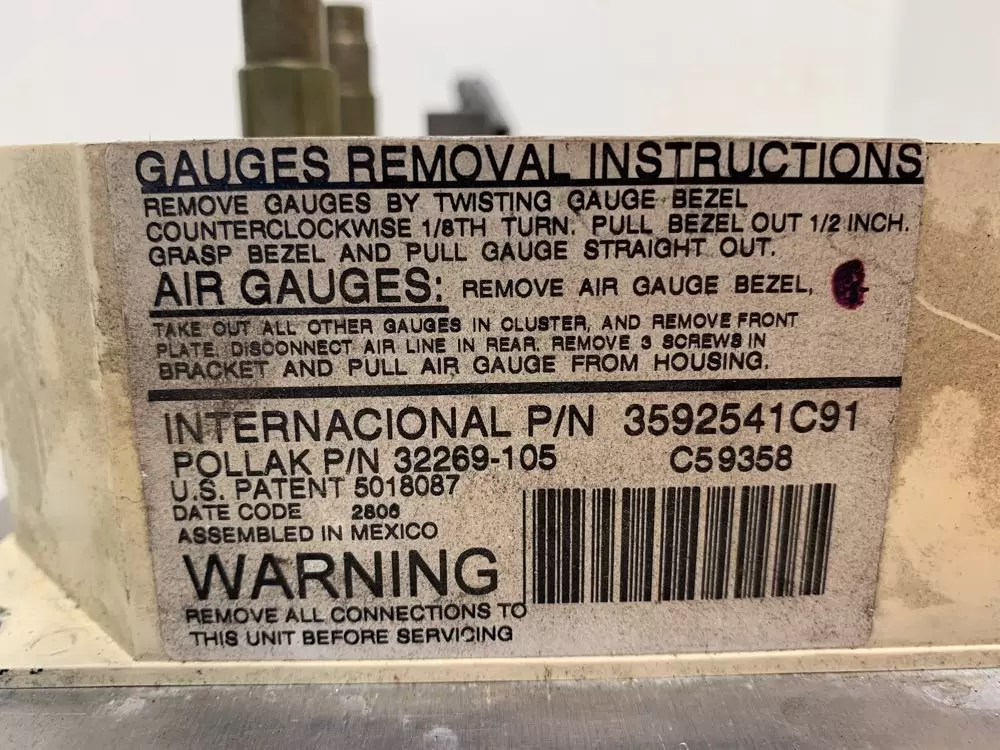 GAUGES REMOVAL INSTRUCTIONS
REMOVE GAUGES BY TWISTING GAUGE BEZEL
COUNTERCLOCKWISE 1/8TH TURN. PULL BEZEL OUT 1/2 INCH.
GRASP BEZEL AND PULL GAUGE STRAIGHT OUT.
AIR GAUGES: REMOVE AIR GAUGE BEZEL,
TAKE OUT ALL OTHER GAUGES IN CLUSTER, AND REMOVE FRONT
PLATE. DISCONNECT AIR LINE IN REAR. REMOVE 3 SCREWS IN
BRACKET AND PULL AIR GAUGE FROM HOUSING.
INTERNACIONAL P/N 3592541C91
POLLAK P/N 32269-105 C59358
U.S. PATENT 5018087
DATE CODE 2806
ASSEMBLED IN MEXICO
WARNING
REMOVE ALL CONNECTIONS TO
THIS UNIT BEFORE SERVICING